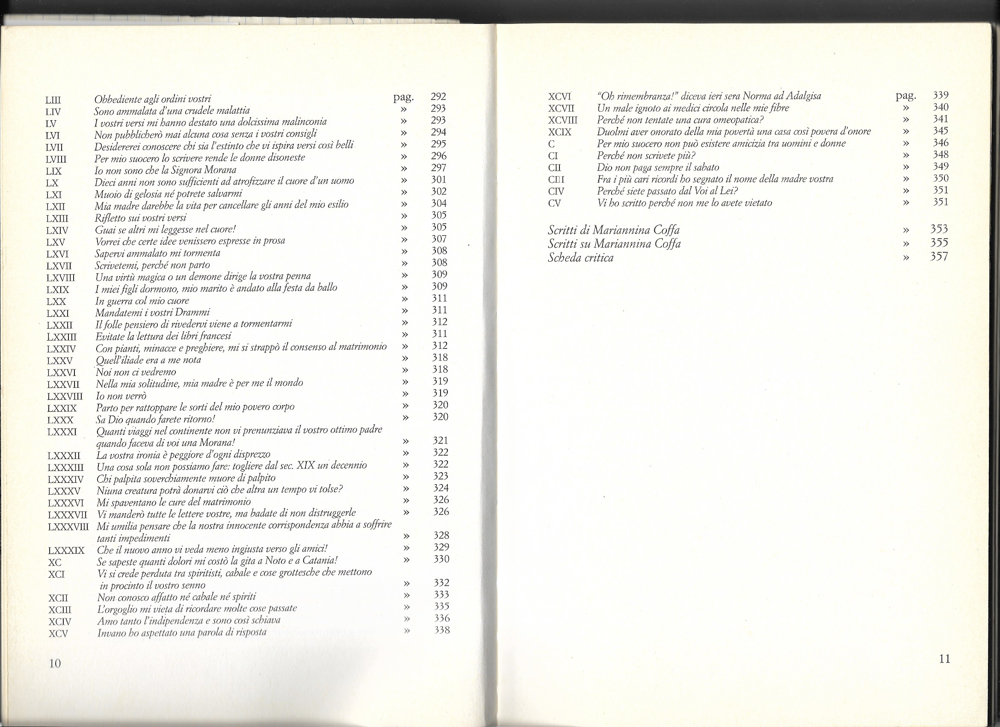 LIII Obbediente agli ordini vostri pag. 292
LIV Sono ammalata d'una crudele malattia » 293
LV I vostri versi mi hanno destato una dolcissima malinconia » 293
LVI Non pubblicherò mai alcuna cosa senza i vostri consigli » 294
LVII Desidererei conoscere chi sia l'estinto che vi ispira versi così belli » 295
LVIII Per mio suocero lo scrivere rende le donne disoneste » 296
LIX Io non sono che la Signora Morana » 297
LX Dieci anni non sono sufficienti ad atrofizzare il cuore d'un uomo » 301
LXI Muoio di gelosia né potrete salvarmi » 302
LXII Mia madre darebbe la vita per cancellare gli anni del mio esilio » 304
LXIII Rifletto sui vostri versi » 305
LXIV Guai se altri mi leggesse nel cuore! » 305
LXV Vorrei che certe idee venissero espresse in prosa » 307
LXVI Sapervi ammalato mi tormenta » 308
LXVII Scrivetemi, perché non parto » 308
LXVIII Una virtù magica o un demone dirige la vostra penna » 309
LXIX I miei figli dormono, mio marito è andato alla festa da ballo » 309
LXX In guerra col mio cuore » 311
LXXI Mandatemi i vostri Drammi » 311
LXXII Il folle pensiero di rivedervi viene a tormentarmi » 312
LXXIII Evitate la lettura dei libri francesi » 311
LXXIV Con pianti, minacce e preghiere, mi si strappò il consenso al matrimonio » 312
LXXV Quell'iliade era a me nota » 318
LXXVI Noi non ci vedremo » 318
LXXVII Nella mia solitudine, mia madre è per me il mondo » 319
LXXVIII Io non verrò » 319
LXXIX Parto per rattoppare le sorti del mio povero corpo » 320
LXXX Sa Dio quando farete ritorno! » 320
LXXXI Quanti viaggi nel continente non vi prenunziava il vostro ottimo padre
quando faceva di voi una Morana! » 321
LXXXII La vostra ironia è peggiore d'ogni disprezzo » 322
LXXXIII Una cosa sola non possiamo fare: togliere dal sec. XIX un decennio » 322
LXXXIV Chi palpita soverchiamente muore di palpito » 323
LXXXV Niuna creatura potrà donarvi ciò che altra un tempo vi tolse? » 324
LXXXVI Mi spaventano le cure del matrimonio » 326
LXXXVII Vi manderò tutte le lettere vostre, ma badate di non distruggerle » 326
LXXXVIII Mi umilia pensare che la nostra innocente corrispondenza abbia a soffrire
tanti impedimenti » 328
LXXXIX Che il nuovo anno vi veda meno ingiusta verso gli amici! » 329
XC Se sapeste quanti dolori mi costò la gita a Noto e a Catania! » 330
XCI Vi si crede perduta tra spiritisti, cabale e cose grottesche che mettono
in procinto il vostro senno » 332
XCII Non conosco affatto né cabale né spiriti » 333
XCIII L'orgoglio mi vieta di ricordare molte cose passate » 335
XCIV Amo tanto l'indipendenza e sono così schiava » 336
XCV Invano ho aspettato una parola di risposta » 338
10
XCVI "Oh rimembranza!" diceva ieri sera Norma ad Adalgisa pag. 339
XCVII Un male ignoto ai medici circola nelle mie fibre » 340
XCVIII Perché non tentate una cura omeopatica? » 341
XCIX Duolmi aver onorato della mia povertà una casa così povera d'onore » 345
C Per mio suocero non può esistere amicizia tra uomini e donne » 346
CI Perché non scrivete più? » 348
CII Dio non paga sempre il sabato » 349
CIII Fra i più cari ricordi ho segnato il nome della madre vostra » 350
CIV Perché siete passato dal Voi al Lei? » 351
CV Vi ho scritto perché non me lo avete vietato » 351
Scritti di Mariannina Coffa » 353
Scritti su Mariannina Coffa » 355
Scheda critica » 357
11